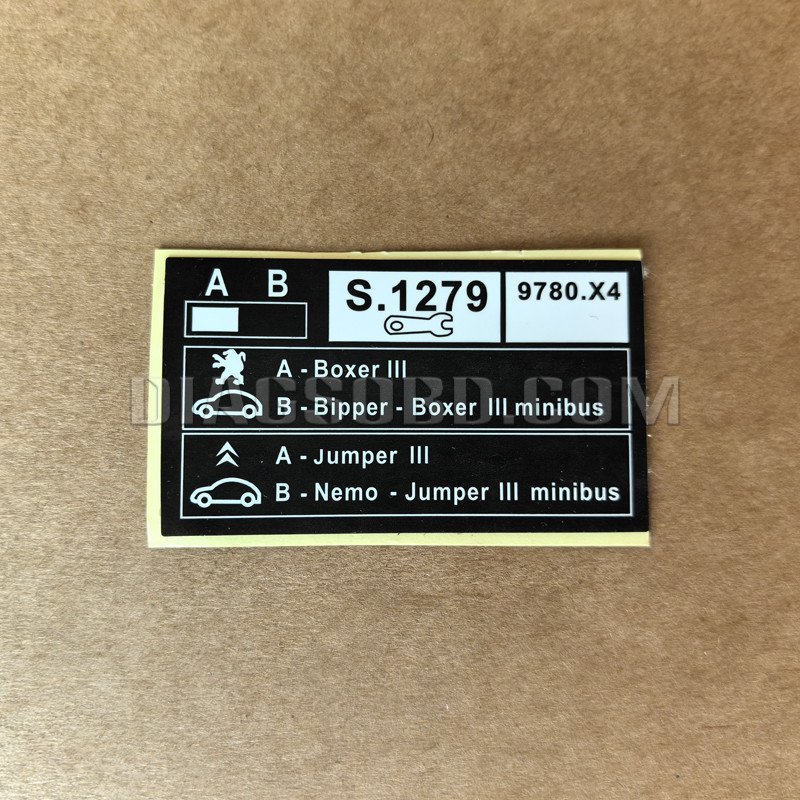 A B
S.1279
9780.X4
A - Boxer III
B - Bipper - Boxer III minibus
A - Jumper III
B - Nemo - Jumper III minibus
DIAGSOBD.COM